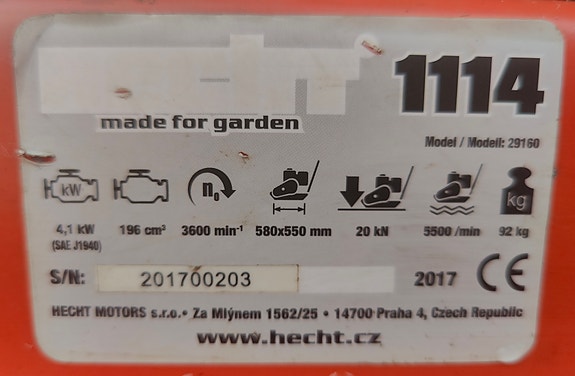 1114
made for garden
Model / Modell: 29160
kW n₀ kg
4,1 kW 196 cm³ 3600 min⁻¹ 580x550 mm 20 kN 5500 /min 92 kg
(SAE J1940)
S/N: 201700203 2017 CE
HECHT MOTORS s.r.o.• Za Mlýnem 1562/25 • 14700 Praha 4, Czech Republic
www.hecht.cz